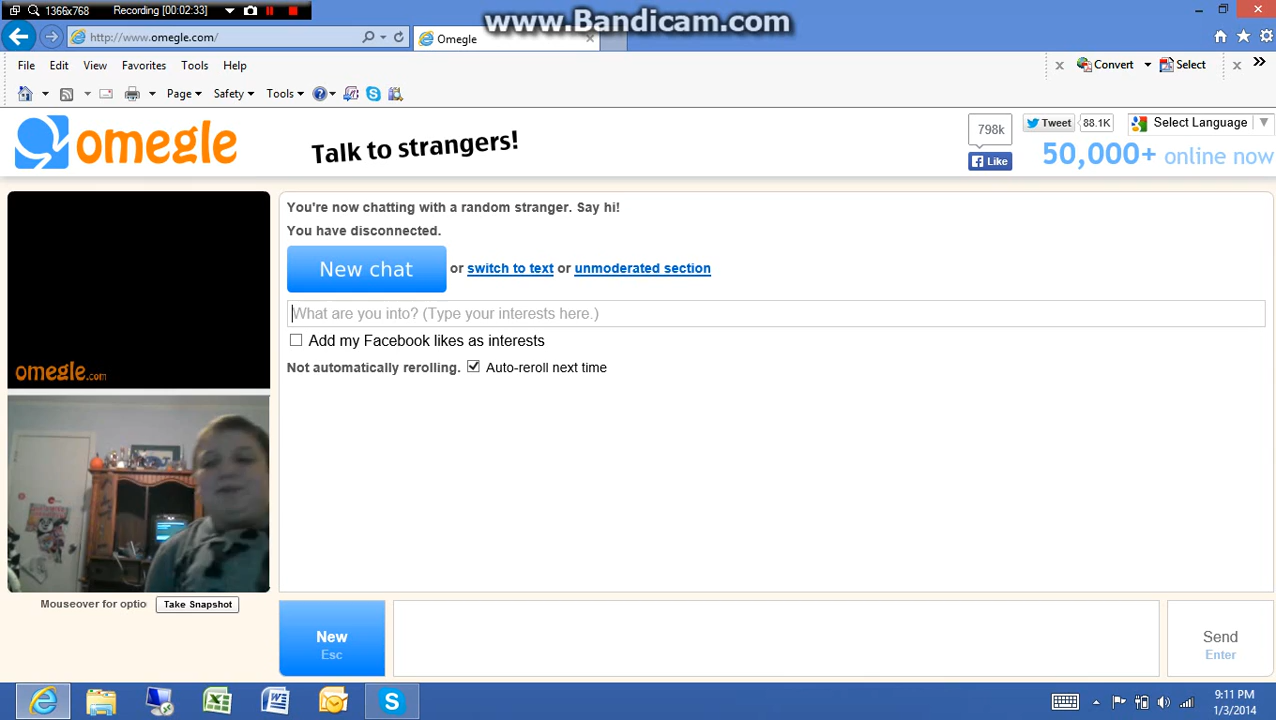 1366x768 Recording [00:02:33]
www.Bandicam.com
http://www.omegle.com/
Omegle
File Edit View Favorites Tools Help
Convert Select
Page Safety Tools
omegle Talk to strangers!
798k
Like
Tweet 88.1K
Select Language
50,000+ online now
You're now chatting with a random stranger. Say hi!
You have disconnected.
New chat or switch to text or unmoderated section
What are you into? (Type your interests here.)
Add my Facebook likes as interests
Not automatically rerolling. Auto-reroll next time
omegle.com
Mouseover for optio Take Snapshot
New
Esc
Send
Enter
9:11 PM
1/3/2014